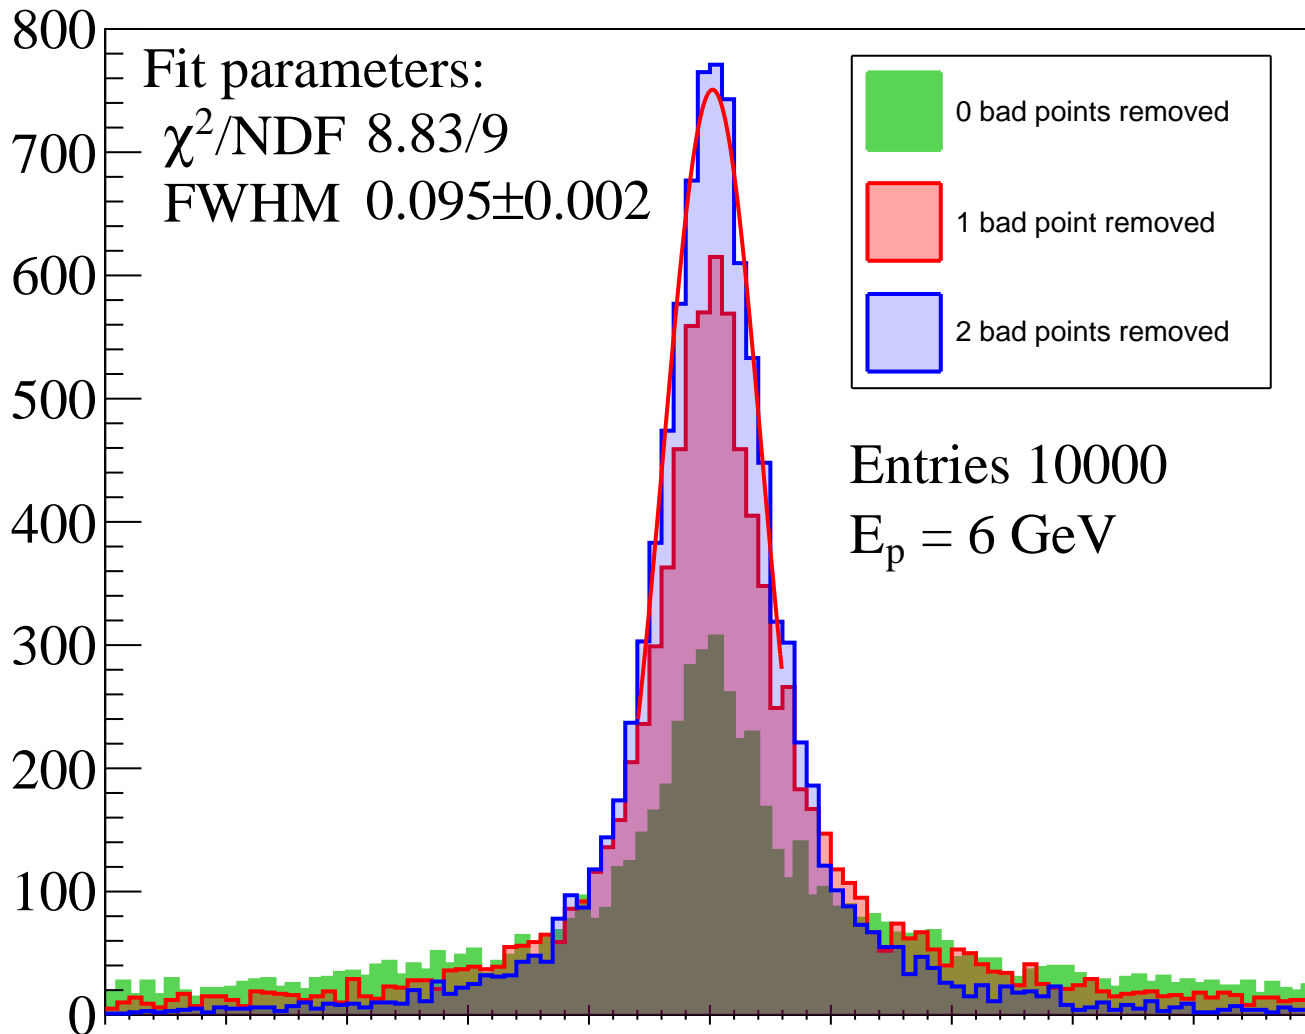 800
700
600
500
400
300
200
100
0
Fit parameters:
χ²/NDF 8.83/9
FWHM 0.095±0.002
0 bad points removed
1 bad point removed
2 bad points removed
Entries 10000
Eₚ = 6 GeV